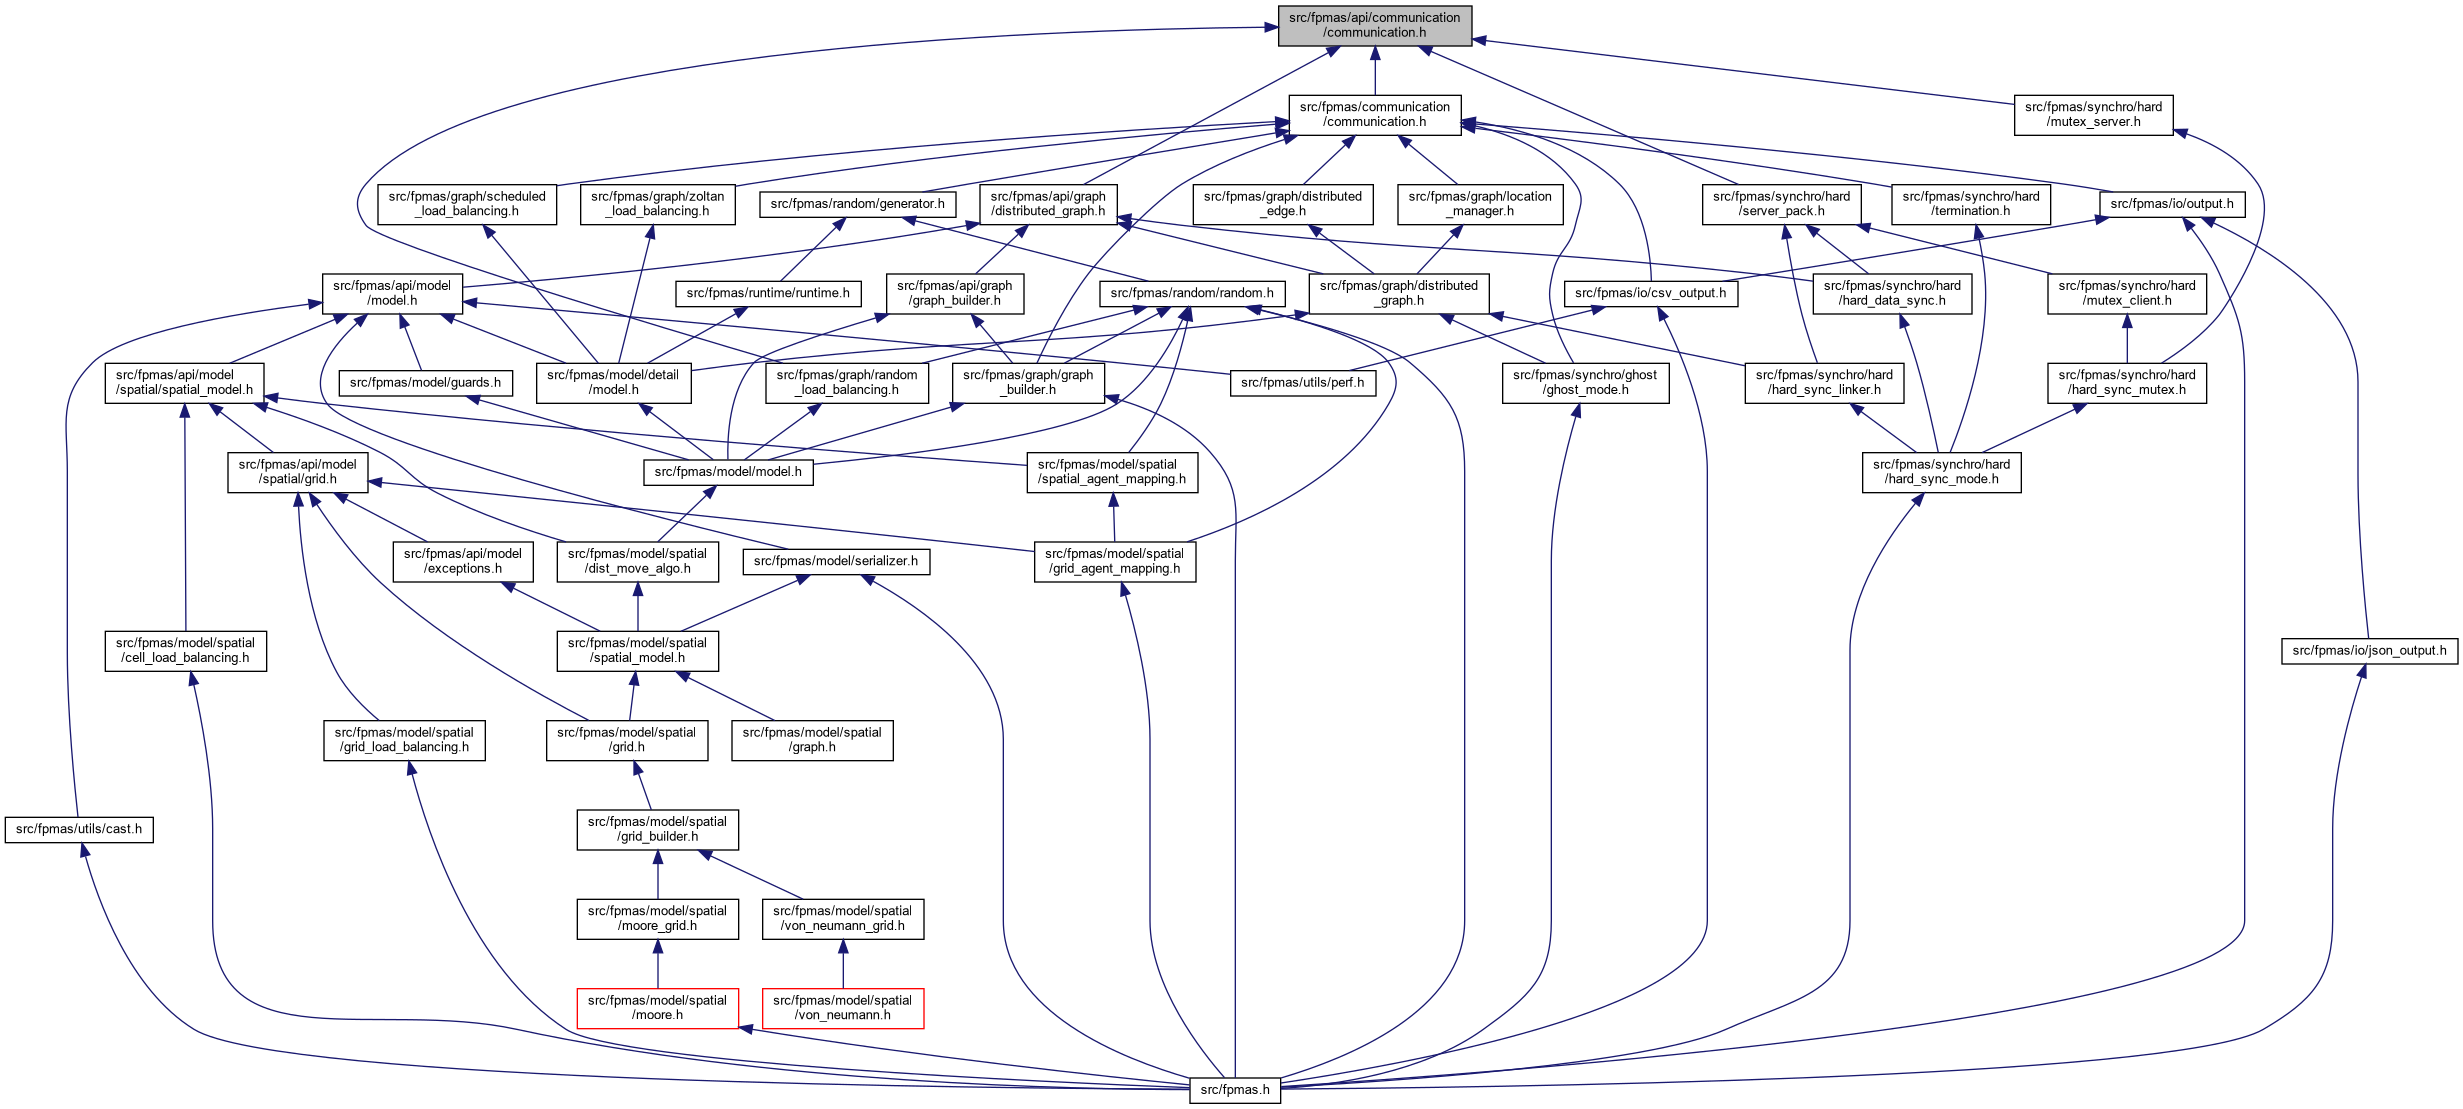 src/fpmas/api/communication
/communication.h
src/fpmas/communication
/communication.h
src/fpmas/synchro/hard
/mutex_server.h
src/fpmas/graph/scheduled
_load_balancing.h
src/fpmas/graph/zoltan
_load_balancing.h
src/fpmas/random/generator.h
src/fpmas/api/graph
/distributed_graph.h
src/fpmas/graph/distributed
_edge.h
src/fpmas/graph/location
_manager.h
src/fpmas/synchro/hard
/server_pack.h
src/fpmas/synchro/hard
/termination.h
src/fpmas/io/output.h
src/fpmas/api/model
/model.h
src/fpmas/runtime/runtime.h
src/fpmas/api/graph
/graph_builder.h
src/fpmas/random/random.h
src/fpmas/graph/distributed
_graph.h
src/fpmas/io/csv_output.h
src/fpmas/synchro/hard
/hard_data_sync.h
src/fpmas/synchro/hard
/mutex_client.h
src/fpmas/api/model
/spatial/spatial_model.h
src/fpmas/model/guards.h
src/fpmas/model/detail
/model.h
src/fpmas/graph/random
_load_balancing.h
src/fpmas/graph/graph
_builder.h
src/fpmas/utils/perf.h
src/fpmas/synchro/ghost
/ghost_mode.h
src/fpmas/synchro/hard
/hard_sync_linker.h
src/fpmas/synchro/hard
/hard_sync_mutex.h
src/fpmas/api/model
/spatial/grid.h
src/fpmas/model/model.h
src/fpmas/model/spatial
/spatial_agent_mapping.h
src/fpmas/synchro/hard
/hard_sync_mode.h
src/fpmas/api/model
/exceptions.h
src/fpmas/model/spatial
/dist_move_algo.h
src/fpmas/model/serializer.h
src/fpmas/model/spatial
/grid_agent_mapping.h
src/fpmas/model/spatial
/cell_load_balancing.h
src/fpmas/model/spatial
/spatial_model.h
src/fpmas/io/json_output.h
src/fpmas/model/spatial
/grid_load_balancing.h
src/fpmas/model/spatial
/grid.h
src/fpmas/model/spatial
/graph.h
src/fpmas/utils/cast.h
src/fpmas/model/spatial
/grid_builder.h
src/fpmas/model/spatial
/moore_grid.h
src/fpmas/model/spatial
/von_neumann_grid.h
src/fpmas/model/spatial
/moore.h
src/fpmas/model/spatial
/von_neumann.h
src/fpmas.h